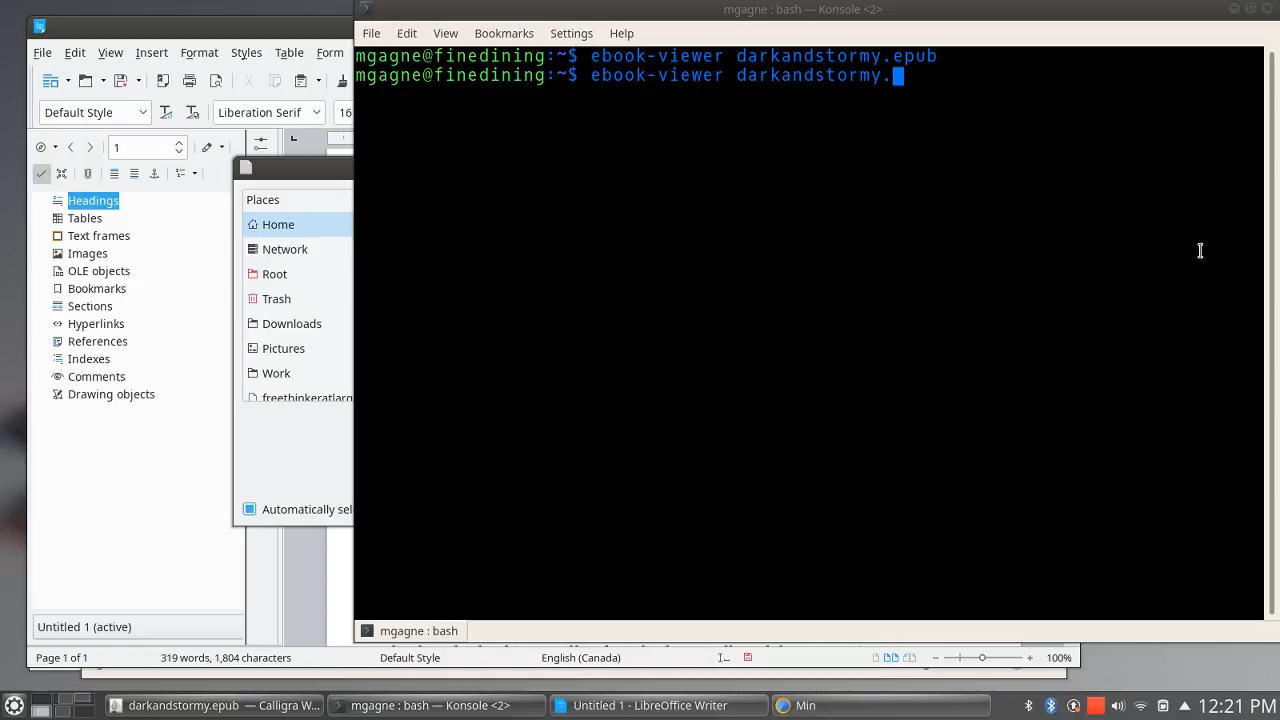 mgagne : bash — Konsole <2>
File Edit View Bookmarks Settings Help
mgagne@finedining:~$ ebook-viewer darkandstormy.epub
mgagne@finedining:~$ ebook-viewer darkandstormy.
mgagne : bash
File Edit View Insert Format Styles Table Form
Default Style
Liberation Serif
16
1
Headings
Tables
Text frames
Images
OLE objects
Bookmarks
Sections
Hyperlinks
References
Indexes
Comments
Drawing objects
Untitled 1 (active)
Places
Home
Network
Root
Trash
Downloads
Pictures
Work
freethinkeratlarg
Automatically sel
Page 1 of 1
319 words, 1,804 characters
Default Style
English (Canada)
100%
darkandstormy.epub — Calligra W...
mgagne : bash — Konsole <2>
Untitled 1 - LibreOffice Writer
Min
12:21 PM